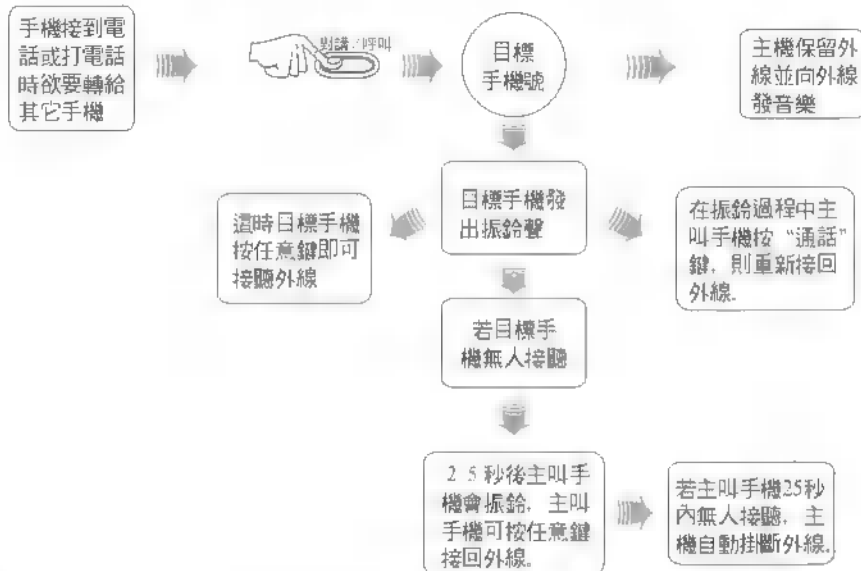 手機接到電
話或打電話
時欲要轉給
其它手機
對講/呼叫
目標
手機號
主機保留外
線並向外線
發音樂
目標手機發
出振鈴聲
這時目標手機
按任意鍵即可
接聽外線
在振鈴過程中主
叫手機按“通話”
鍵,則重新接回
外線.
若目標手
機無人接聽
25秒後主叫手
機會振鈴,主叫
手機可按任意鍵
接回外線.
若主叫手機25秒
內無人接聽,主
機自動掛斷外線.